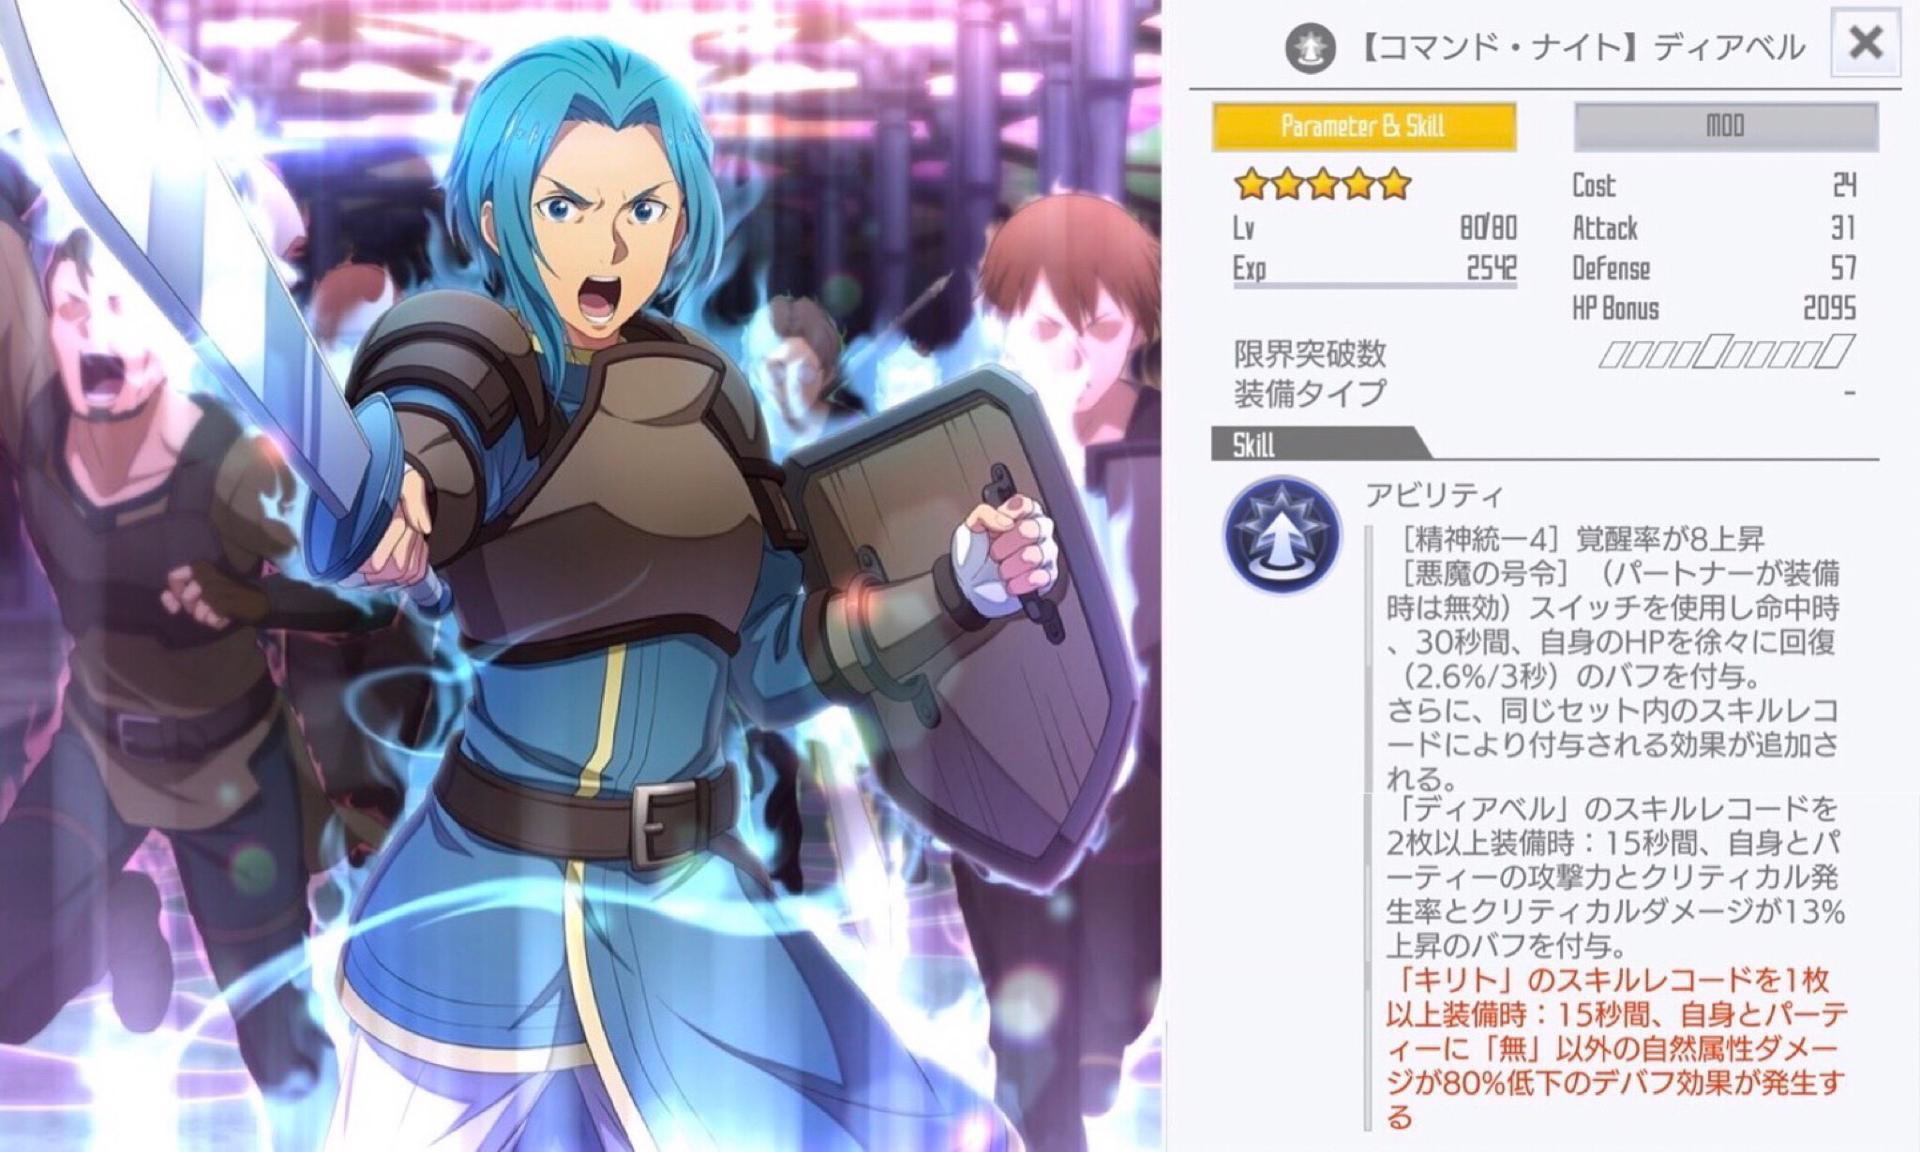 【コマンド・ナイト】ディアベル
Parameter & Skill
MOD
Lv 80/80
Exp 2542
Cost 24
Attack 31
Defense 57
HP Bonus 2095
限界突破数
装備タイプ -
Skill
アビリティ
［精神統一4］覚醒率が8上昇
［悪魔の号令］（パートナーが装備
時は無効）スイッチを使用し命中時
、30秒間、自身のHPを徐々に回復
（2.6%/3秒）のバフを付与。
さらに、同じセット内のスキルレコ
ードにより付与される効果が追加さ
れる。
「ディアベル」のスキルレコードを
2枚以上装備時：15秒間、自身とパ
ーティーの攻撃力とクリティカル発
生率とクリティカルダメージが13%
上昇のバフを付与。
「キリト」のスキルレコードを1枚
以上装備時：15秒間、自身とパーテ
ィーに「無」以外の自然属性ダメー
ジが80%低下のデバフ効果が発生す
る